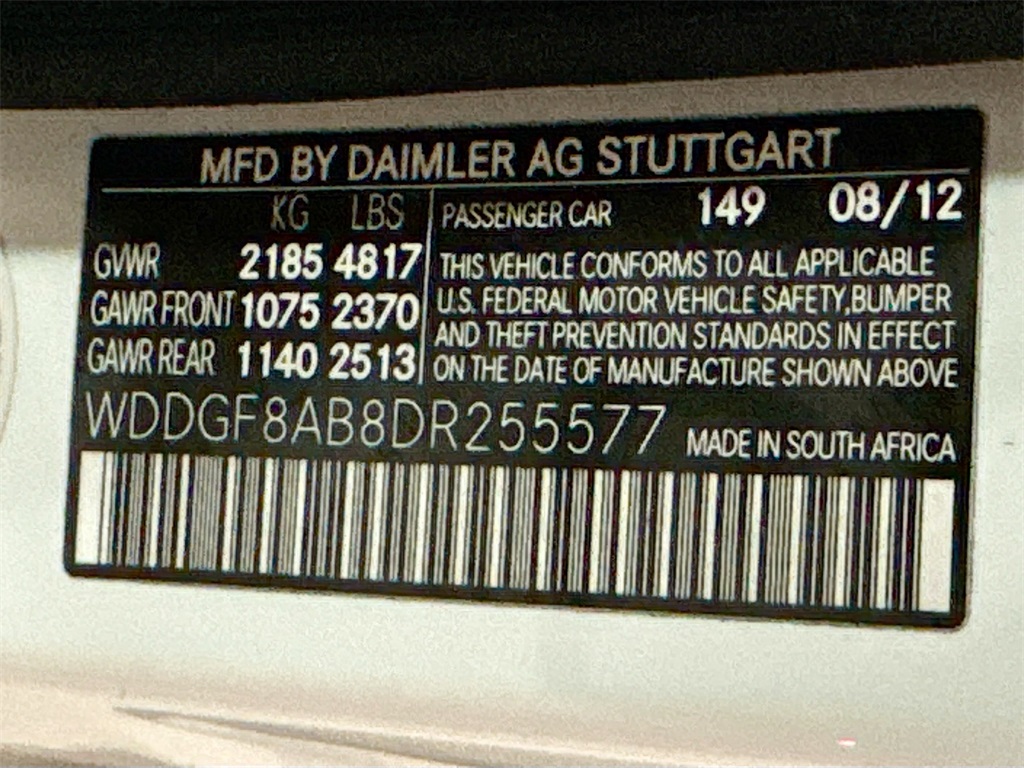 MFD BY DAIMLER AG STUTTGART
KG LBS
GVWR 2185 4817
GAWR FRONT 1075 2370
GAWR REAR 1140 2513
PASSENGER CAR 149 08/12
THIS VEHICLE CONFORMS TO ALL APPLICABLE
U.S. FEDERAL MOTOR VEHICLE SAFETY,BUMPER
AND THEFT PREVENTION STANDARDS IN EFFECT
ON THE DATE OF MANUFACTURE SHOWN ABOVE
WDDGF8AB8DR255577 MADE IN SOUTH AFRICA